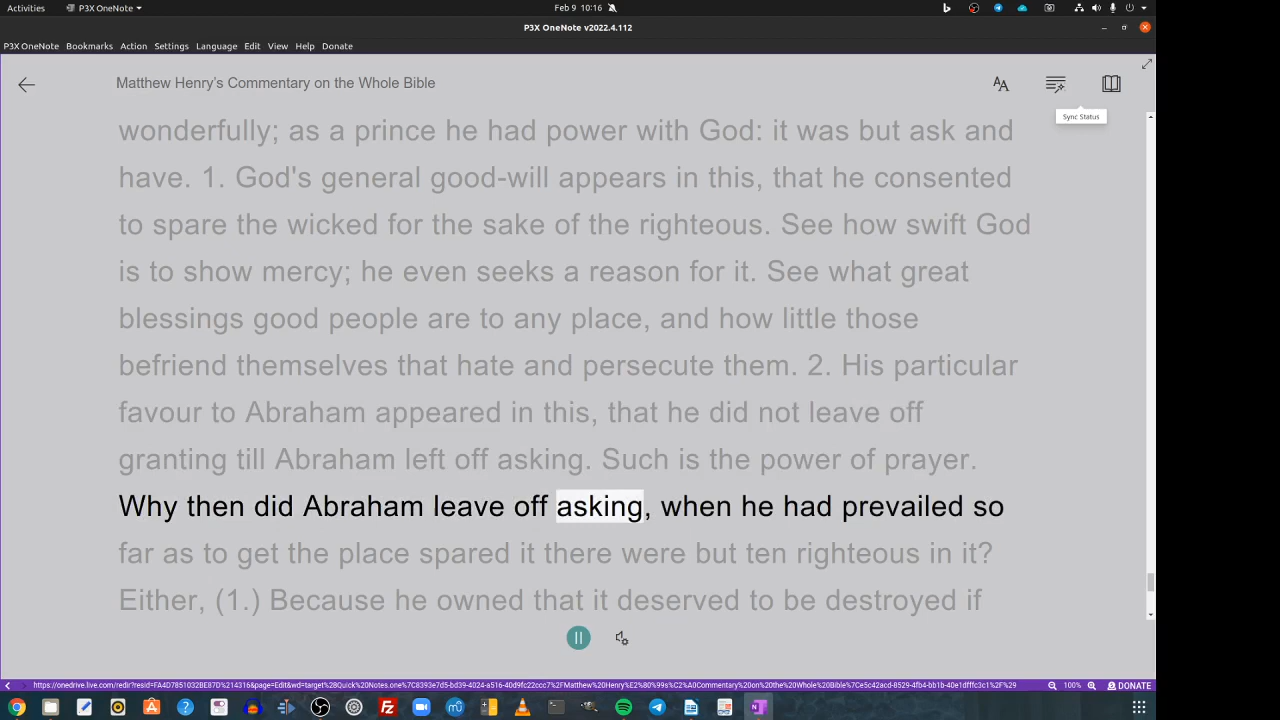 Activities
P3X OneNote
Feb 9 10:16
P3X OneNote v2022.4.112
P3X OneNote Bookmarks Action Settings Language Edit View Help Donate
Matthew Henry's Commentary on the Whole Bible
Sync Status
wonderfully; as a prince he had power with God: it was but ask and
have. 1. God's general good-will appears in this, that he consented
to spare the wicked for the sake of the righteous. See how swift God
is to show mercy; he even seeks a reason for it. See what great
blessings good people are to any place, and how little those
befriend themselves that hate and persecute them. 2. His particular
favour to Abraham appeared in this, that he did not leave off
granting till Abraham left off asking. Such is the power of prayer.
Why then did Abraham leave off asking, when he had prevailed so
far as to get the place spared it there were but ten righteous in it?
Either, (1.) Because he owned that it deserved to be destroyed if
100% DONATE